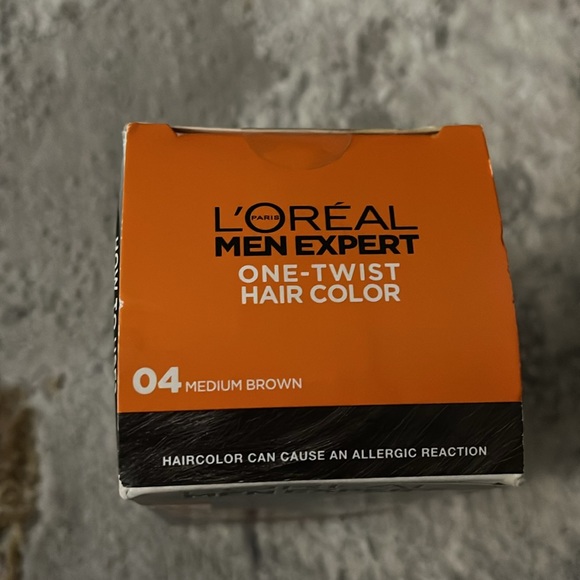 L'ORÉAL
PARIS
MEN EXPERT
ONE-TWIST
HAIR COLOR
04 MEDIUM BROWN
HAIRCOLOR CAN CAUSE AN ALLERGIC REACTION